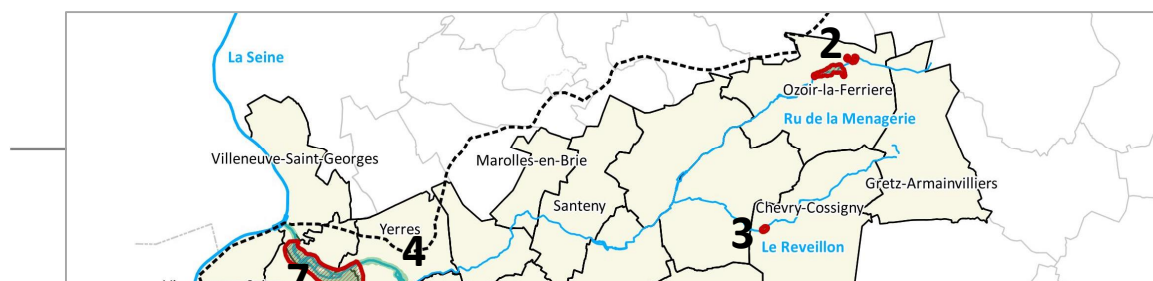 2
La Seine
Ozoir-la-Ferriere
Ru de la Menagerie
Villeneuve-Saint-Georges
Marolles-en-Brie
Gretz-Armainvilliers
Santeny
Chevry-Cossigny
Yerres
3
Le Reveillon
4
7